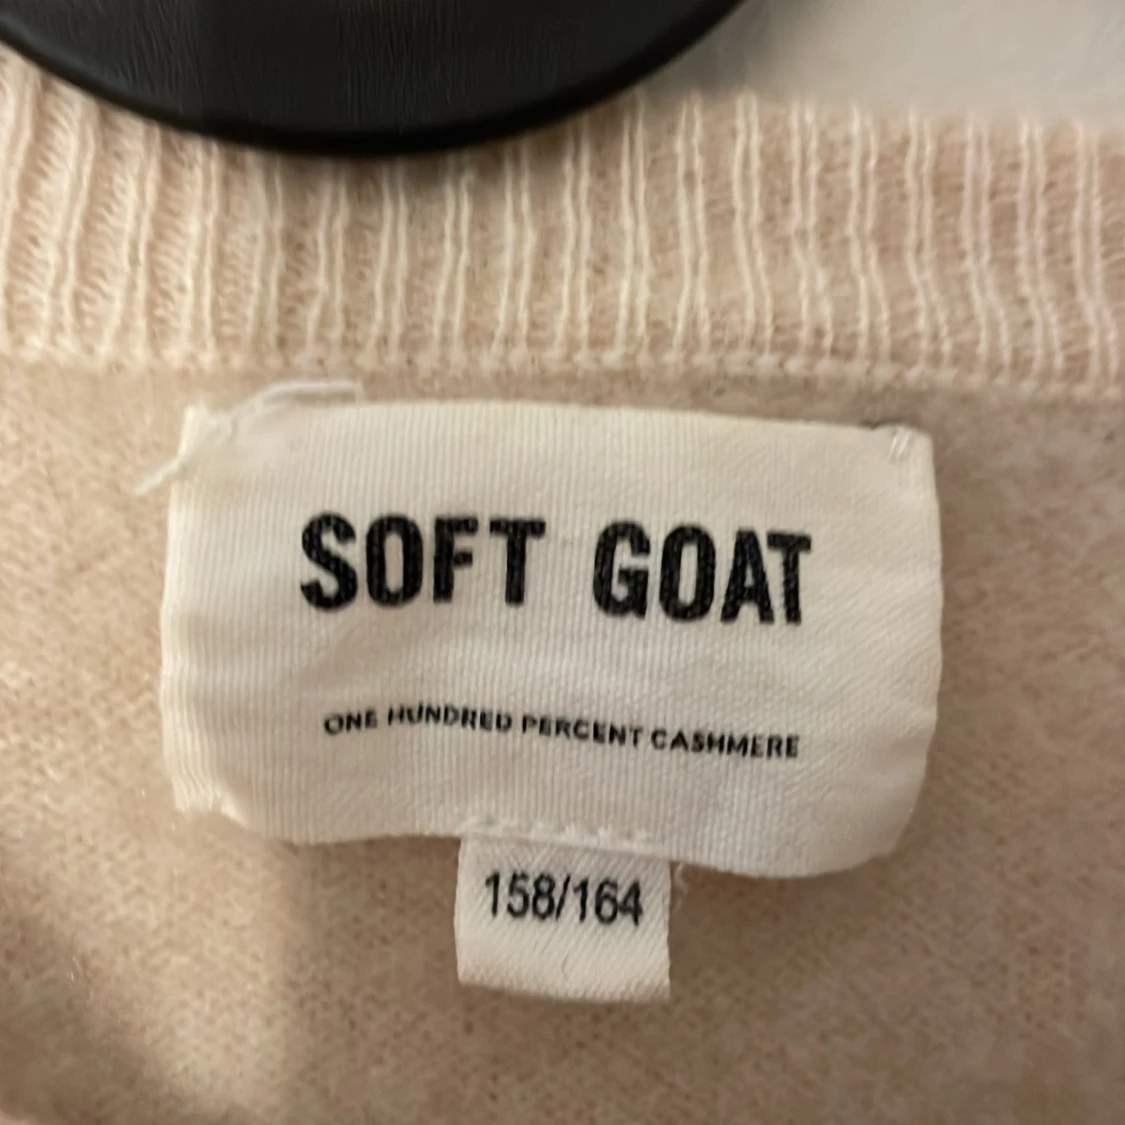 SOFT GOAT
ONE HUNDRED PERCENT CASHMERE
158/164